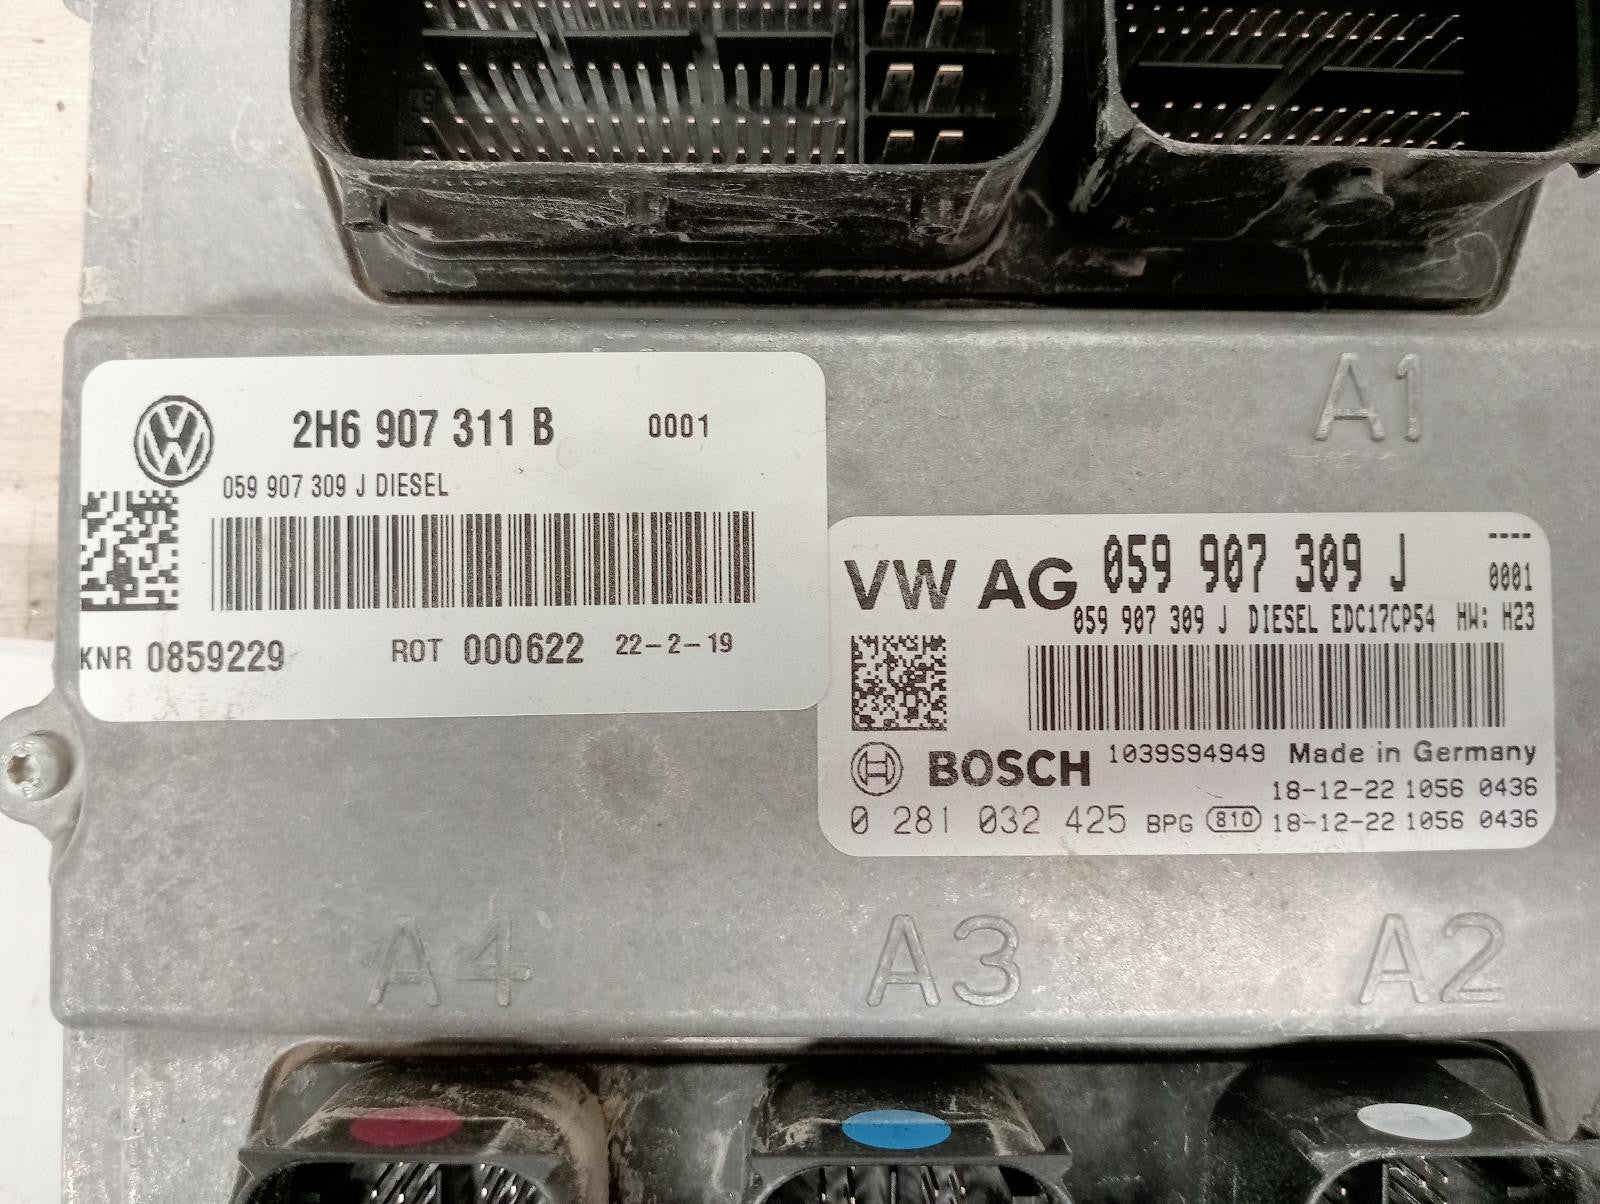 2H6 907 311 B 0001
059 907 309 J DIESEL
KNR 0859229 ROT 000622 22-2-19
A1
VW AG 059 907 309 J ----
0001
059 907 309 J DIESEL EDC17CP54 HW: H23
BOSCH 1039S94949 Made in Germany
18-12-22 1056 0436
0 281 032 425 BPG 810 18-12-22 1056 0436
A4 A3 A2